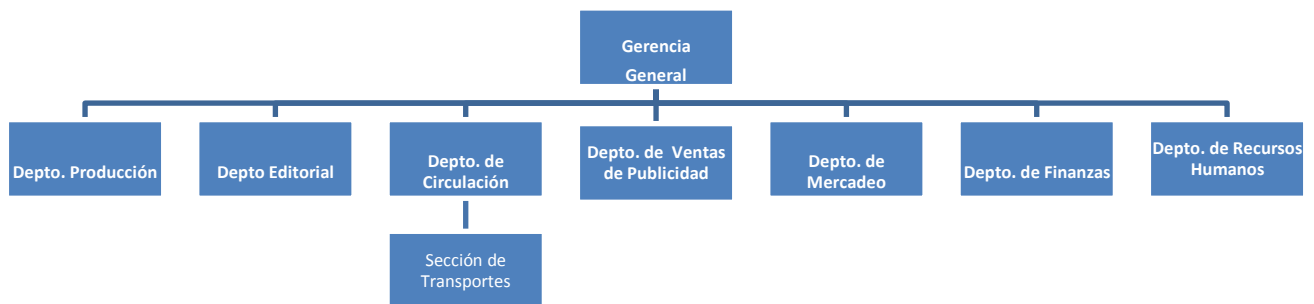 Gerencia
General
Depto. Producción
Depto Editorial
Depto. de
Circulación
Depto. de Ventas
de Publicidad
Depto. de
Mercadeo
Depto. de Finanzas
Depto. de Recursos
Humanos
Sección de
Transportes